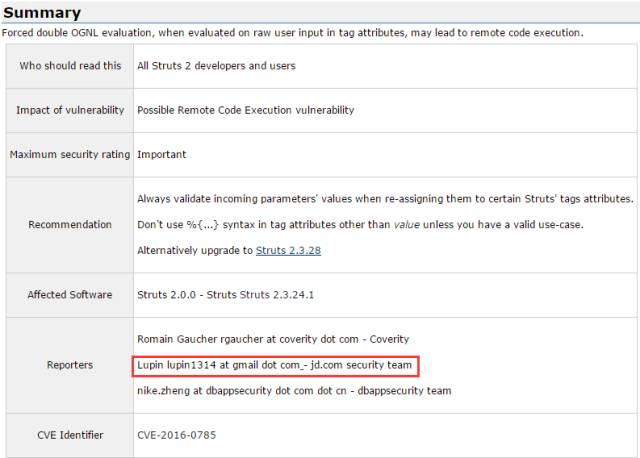 Summary
Forced double OGNL evaluation, when evaluated on raw user input in tag attributes, may lead to remote code execution.
Who should read this All Struts 2 developers and users
Impact of vulnerability Possible Remote Code Execution vulnerability
Maximum security rating Important
Recommendation Always validate incoming parameters' values when re-assigning them to certain Struts' tags attributes.
Don't use %{...} syntax in tag attributes other than value unless you have a valid use-case.
Alternatively upgrade to Struts 2.3.28
Affected Software Struts 2.0.0 - Struts Struts 2.3.24.1
Reporters Romain Gaucher rgaucher at coverity dot com - Coverity
Lupin lupin1314 at gmail dot com_- jd.com security team
nike.zheng at dbappsecurity dot com dot cn - dbappsecurity team
CVE Identifier CVE-2016-0785